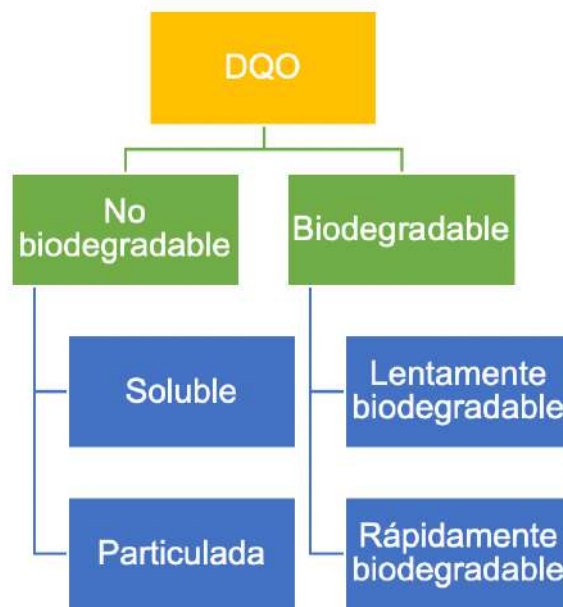 DQO
No
biodegradable
Biodegradable
Soluble
Lentamente
biodegradable
Particulada
Rápidamente
biodegradable